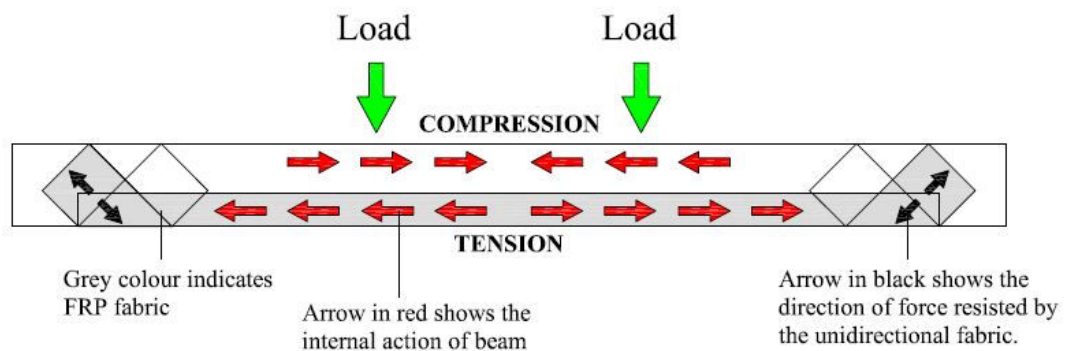 Load
Load
COMPRESSION
TENSION
Grey colour indicates
FRP fabric
Arrow in red shows the
internal action of beam
Arrow in black shows the
direction of force resisted by
the unidirectional fabric.